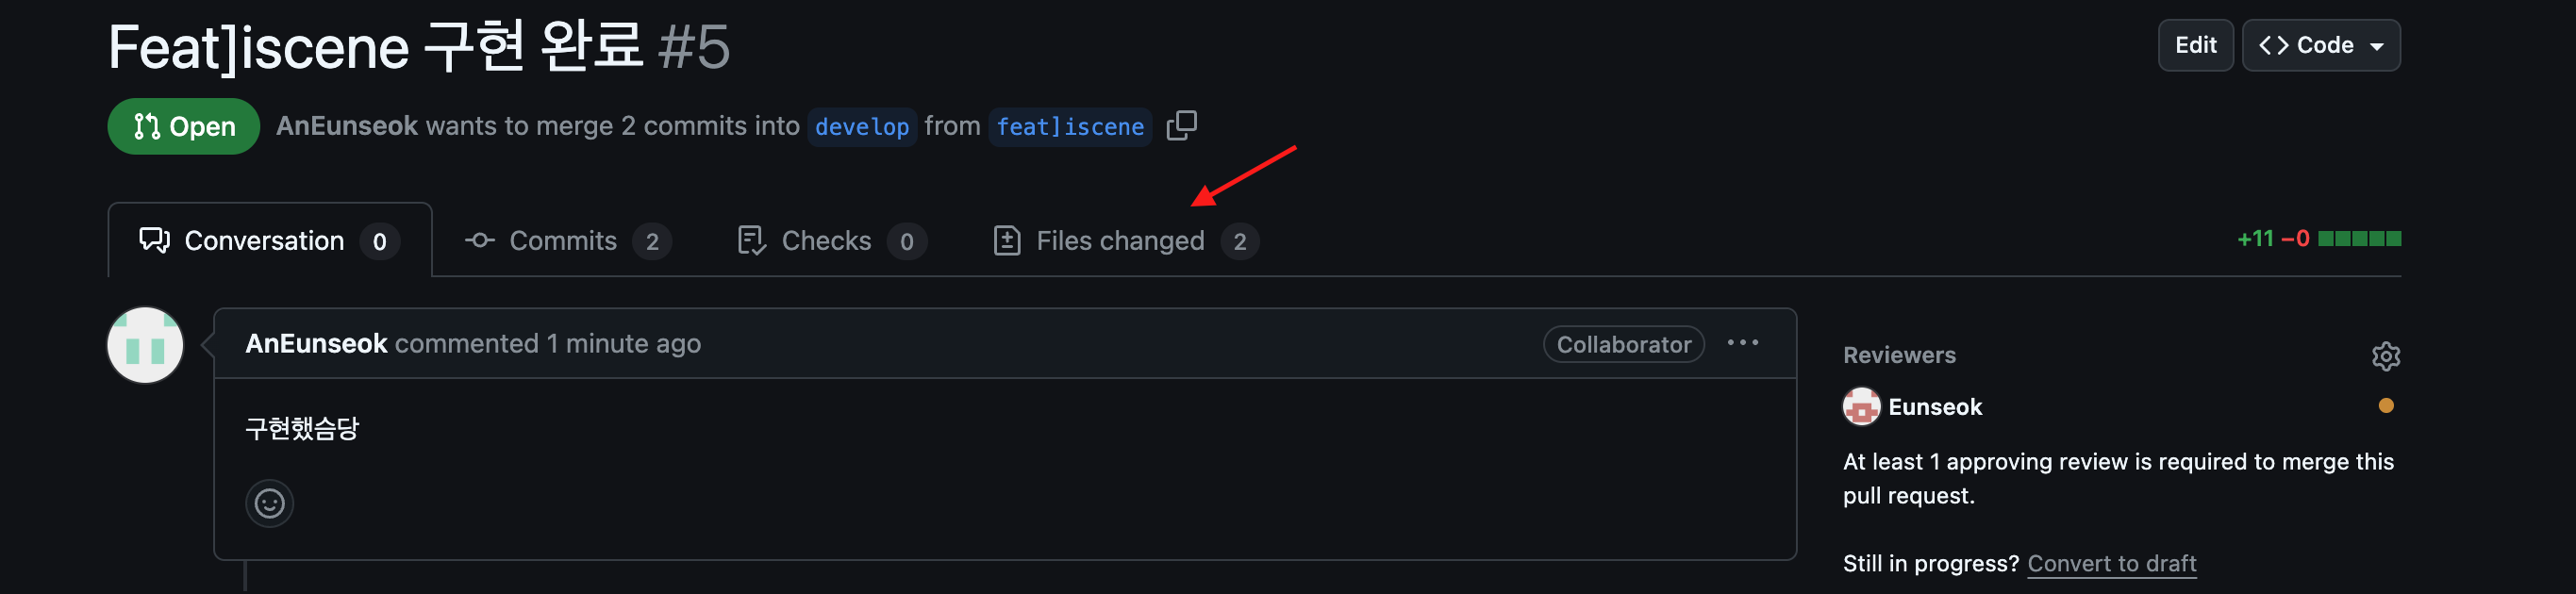 Feat]iscene 구현 완료 #5
Edit
Code
Open
AnEunseok wants to merge 2 commits into develop from feat]iscene
Conversation 0
Commits 2
Checks 0
Files changed 2
+11 −0
AnEunseok commented 1 minute ago
Collaborator
구현했슴당
Reviewers
Eunseok
At least 1 approving review is required to merge this
pull request.
Still in progress? Convert to draft